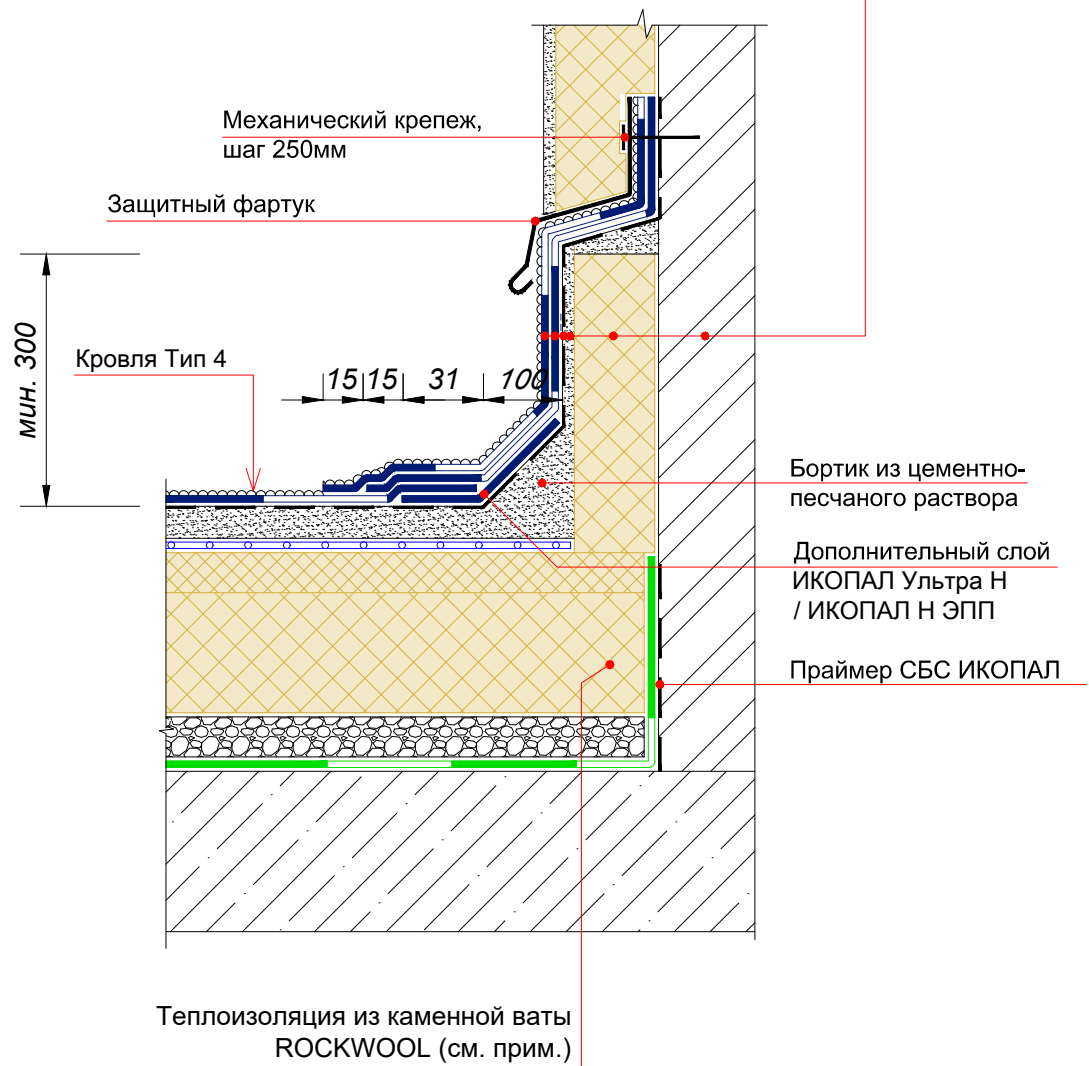 Механический крепеж,
шаг 250мм
Защитный фартук
мин. 300
Кровля Тип 4
15 15 31 100
Бортик из цементно-
песчаного раствора
Дополнительный слой
ИКОПАЛ Ультра Н
/ ИКОПАЛ Н ЭПП
Праймер СБС ИКОПАЛ
Теплоизоляция из каменной ваты
ROCKWOOL (см. прим.)